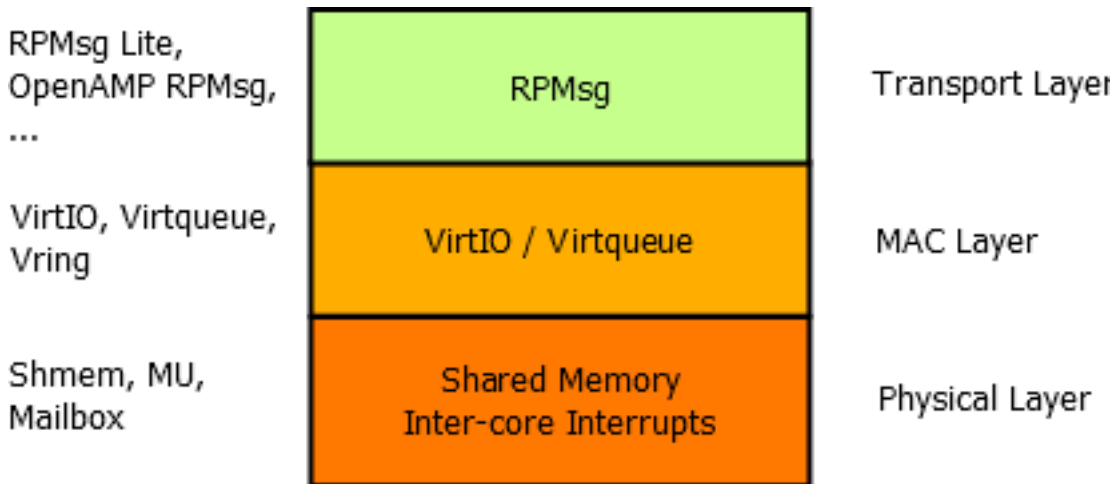 RPMsg Lite,
OpenAMP RPMsg,
...
RPMsg
Transport Layer
VirtIO, Virtqueue,
Vring
VirtIO / Virtqueue
MAC Layer
Shmem, MU,
Mailbox
Shared Memory
Inter-core Interrupts
Physical Layer